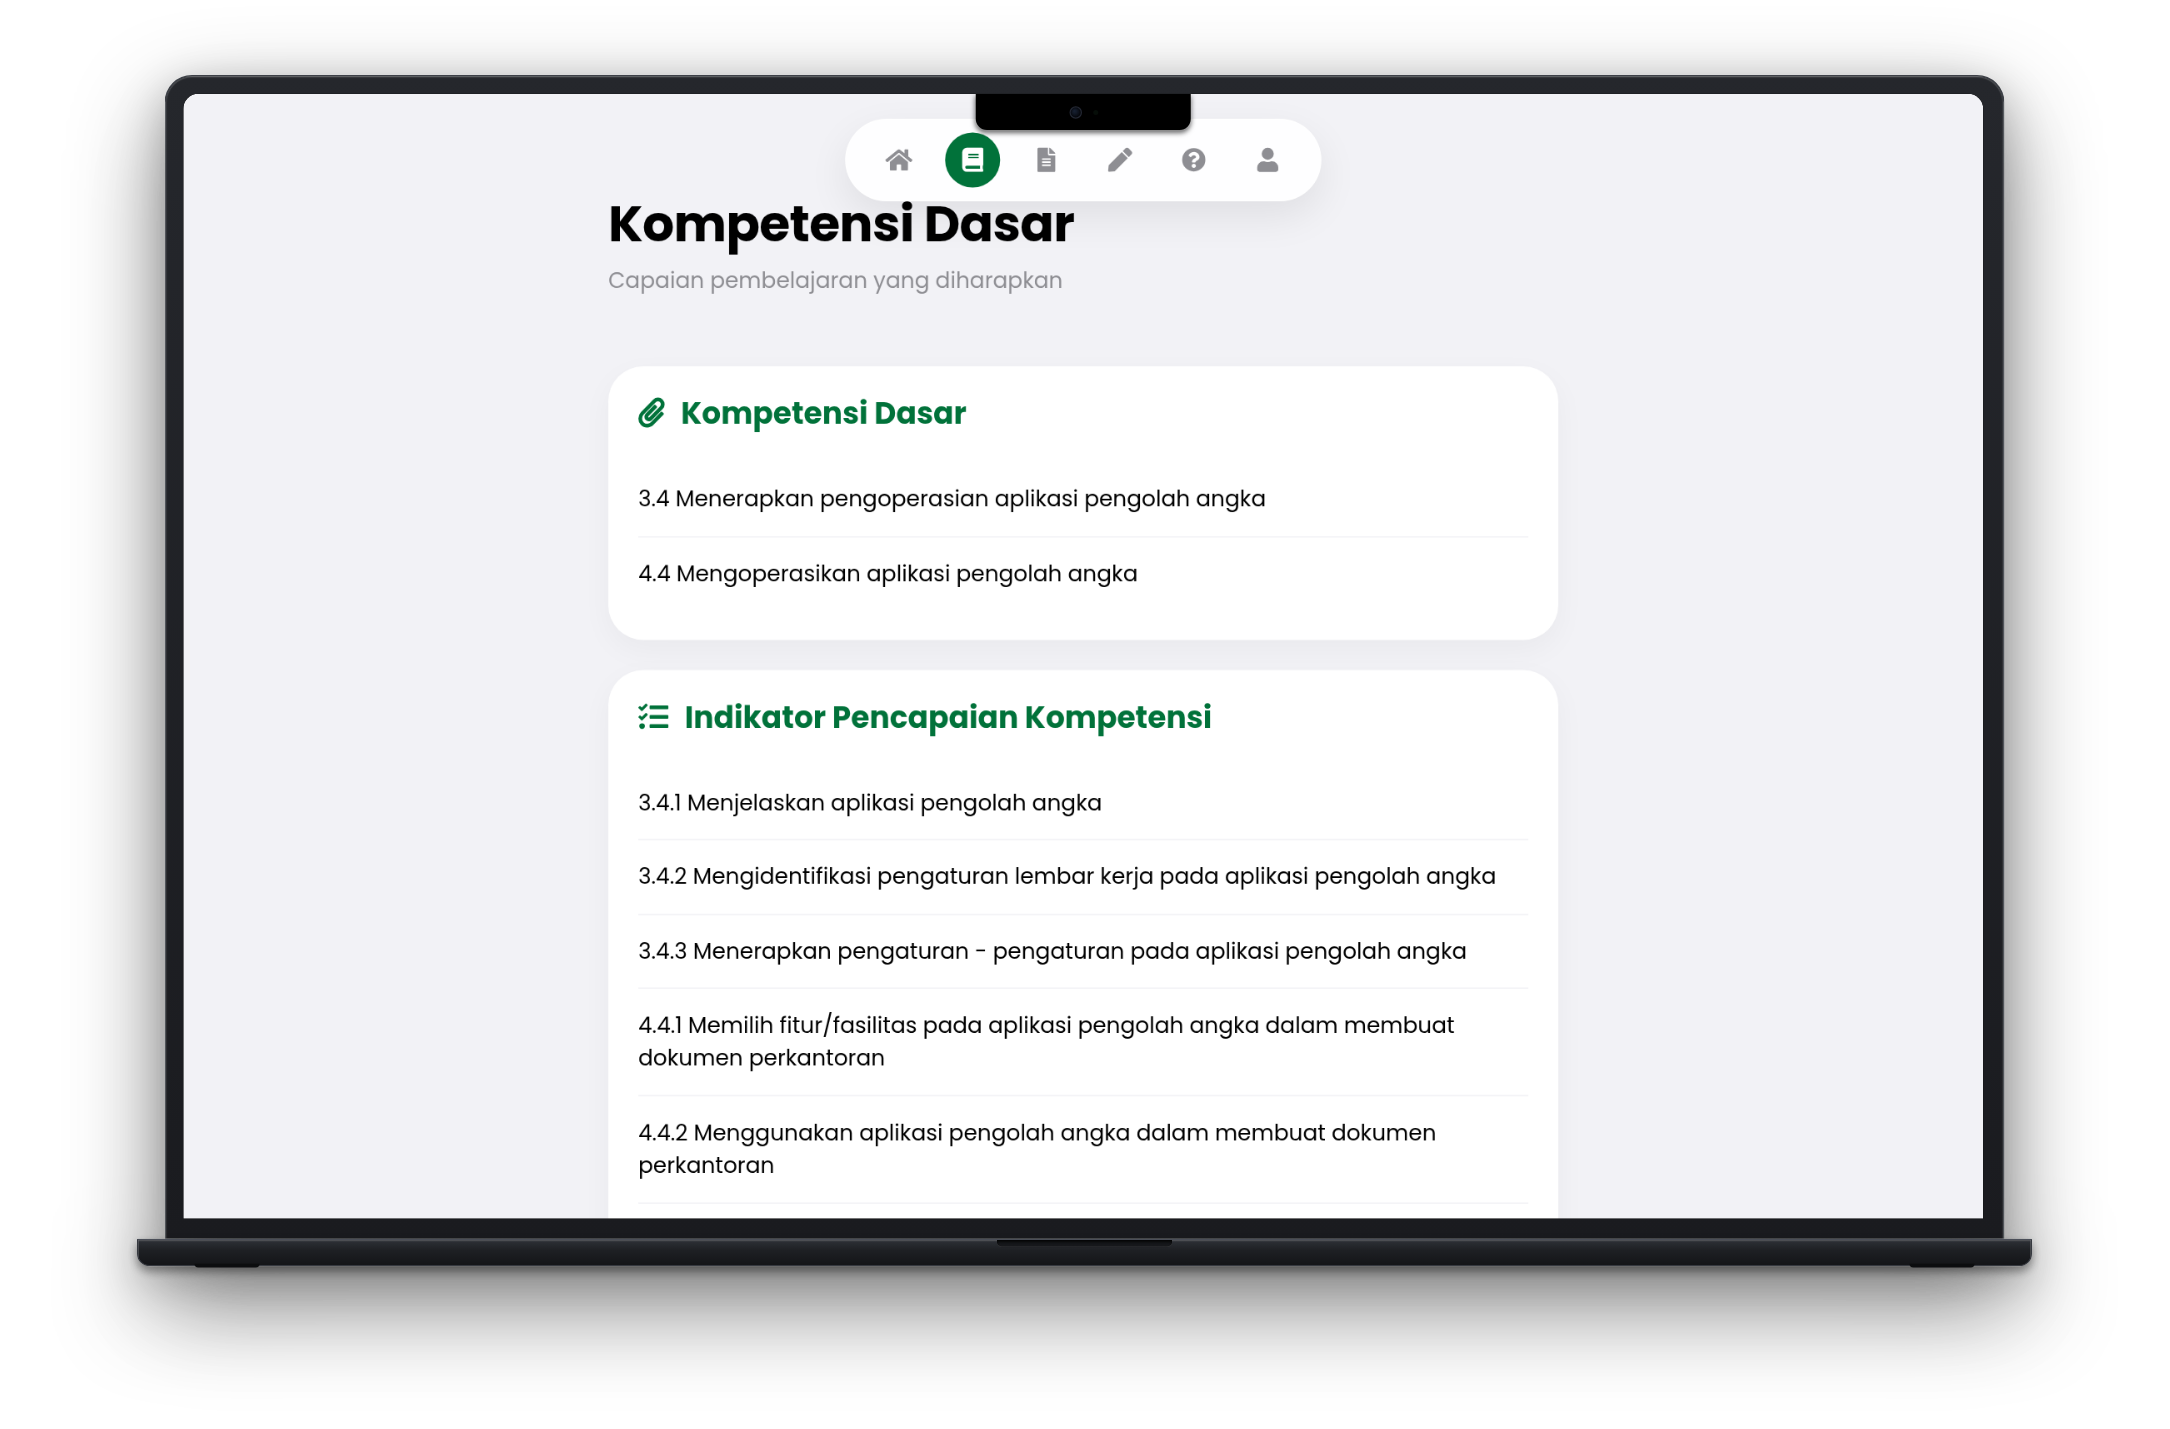 Kompetensi Dasar
Capaian pembelajaran yang diharapkan
Kompetensi Dasar
3.4 Menerapkan pengoperasian aplikasi pengolah angka
4.4 Mengoperasikan aplikasi pengolah angka
Indikator Pencapaian Kompetensi
3.4.1 Menjelaskan aplikasi pengolah angka
3.4.2 Mengidentifikasi pengaturan lembar kerja pada aplikasi pengolah angka
3.4.3 Menerapkan pengaturan - pengaturan pada aplikasi pengolah angka
4.4.1 Memilih fitur/fasilitas pada aplikasi pengolah angka dalam membuat
dokumen perkantoran
4.4.2 Menggunakan aplikasi pengolah angka dalam membuat dokumen
perkantoran